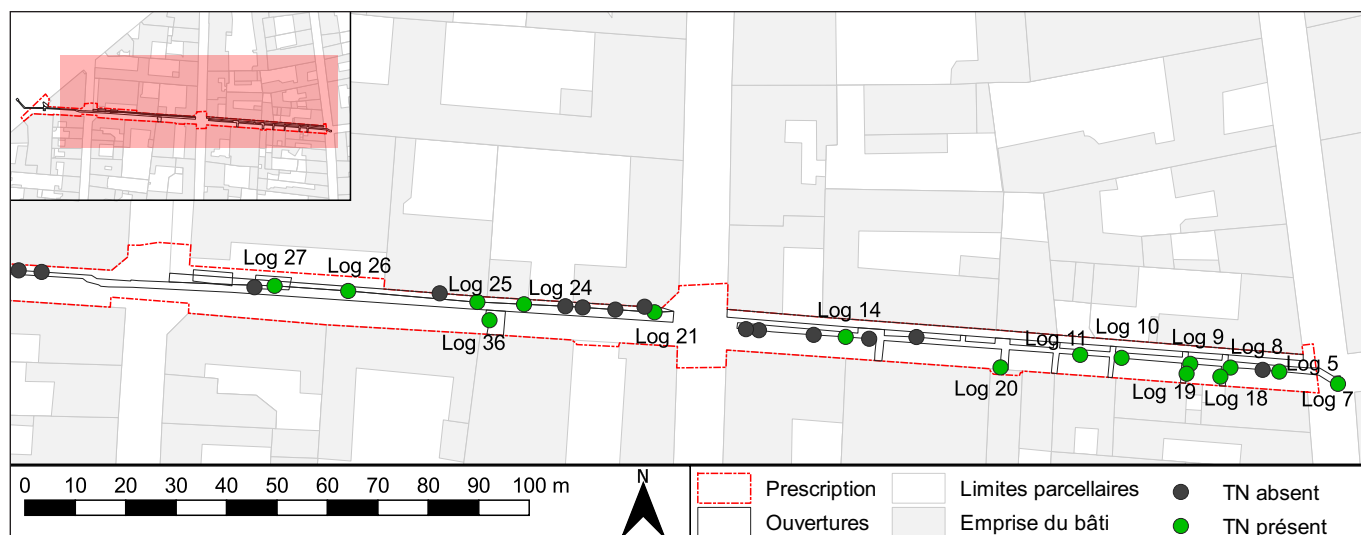 Log 27
Log 26
Log 25
Log 24
Log 36
Log 21
Log 14
Log 11
Log 10
Log 9
Log 8
Log 5
Log 20
Log 19
Log 18
Log 7
0 10 20 30 40 50 60 70 80 100 m
N
Prescription
Limites parcellaires
TN absent
Ouvertures
Emprise du bâti
TN présent